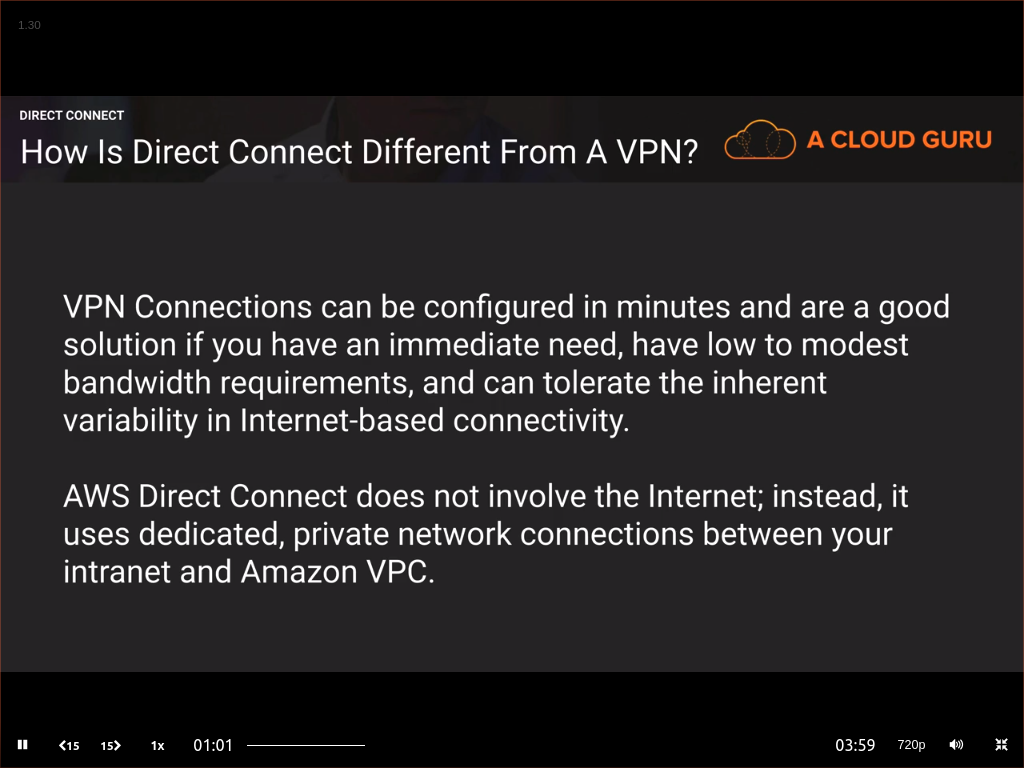 1.30
DIRECT CONNECT
How Is Direct Connect Different From A VPN?
A CLOUD GURU
VPN Connections can be configured in minutes and are a good
solution if you have an immediate need, have low to modest
bandwidth requirements, and can tolerate the inherent
variability in Internet-based connectivity.
AWS Direct Connect does not involve the Internet; instead, it
uses dedicated, private network connections between your
intranet and Amazon VPC.
15 15 1x 01:01 03:59 720p